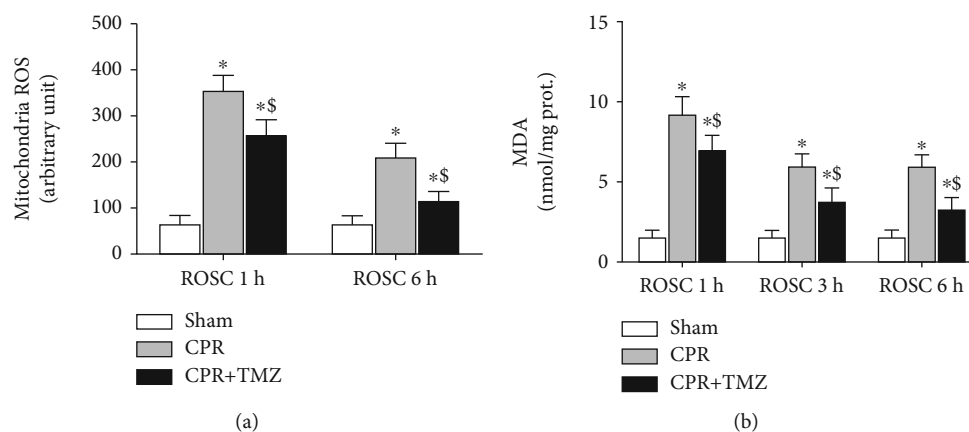 Mitochondria ROS
(arbitrary unit)
500
400
300
200
100
0
*
*$
*
*$
ROSC 1 h
ROSC 6 h
Sham
CPR
CPR+TMZ
(a)
MDA
(nmol/mg prot.)
15
10
5
0
*
*$
*
*$
*
*$
ROSC 1 h
ROSC 3 h
ROSC 6 h
Sham
CPR
CPR+TMZ
(b)